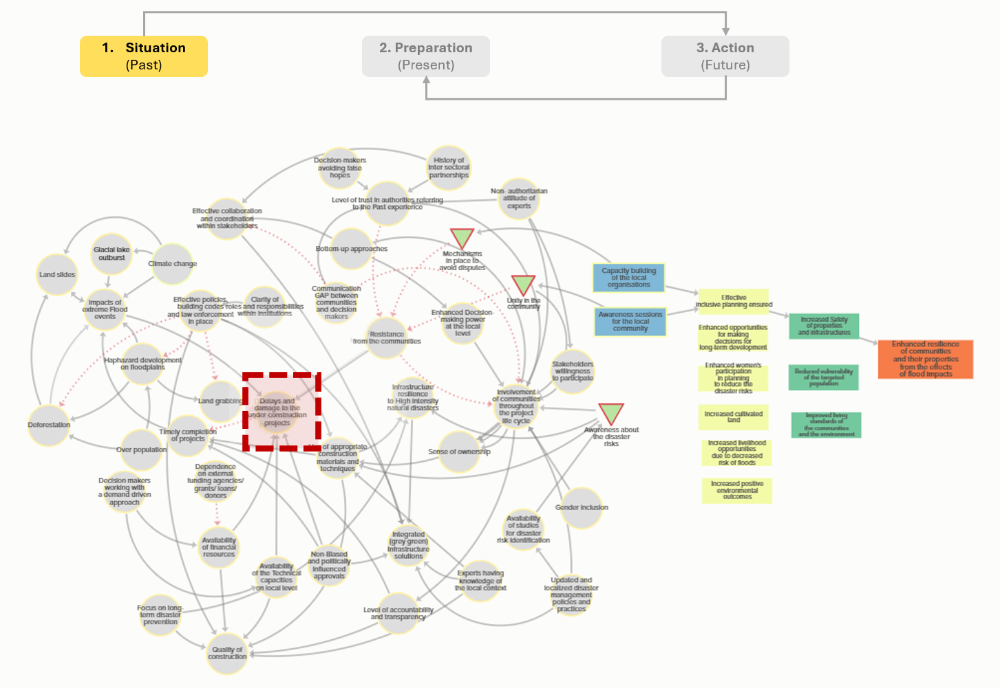 1. Situation
(Past)
2. Preparation
(Present)
3. Action
(Future)
Decision-makers
avoiding false
hopes
History of
inter sectoral
partnerships
Non- authoritarian
attitude of
experts
Level of trust in authorities referring
to the Past experience
Effective collaboration
and coordination
within stakeholders
Bottom-up approaches
Mechanisms
in place to
avoid disputes
Glacial lake
outburst
Climate change
Land slides
Capacity building
of the local
organisations
Unity in the
community
Communication
GAP between
communities
and decision
makers
Impacts of
extreme Flood
events
Effective policies,
building codes
and law enforcement
in place
Clarity of
roles and responsibilities
within institutions
Effective
inclusive planning ensured
Enhanced Decision-
making power
at the local
level
Awareness sessions
for the local
community
Increased Safety
of properties
and infrastructures
Resistance
from the communities
Enhanced opportunities
for making
decisions for
long-term development
Enhanced resilience
of communities
and their properties
from the effects
of flood impacts
Haphazard development
on floodplains
Stakeholders
willingness
to participate
Enhanced women's
participation
in planning
to reduce the
disaster risks
Reduced vulnerability
of the targeted
population
Land grabbing
Delays and
damage to the
under construction
projects
Infrastructure
resilience
to High intensity
natural disasters
Involvement
of communities
throughout
the project
life cycle
Increased cultivated
land
Improved living
standards of
the communities
and the environment
Deforestation
Timely completion
of projects
Awareness about
the disaster
risks
Over population
of appropriate
construction
materials and
techniques
Sense of ownership
Increased livelihood
opportunities
due to decreased
risk of floods
Decision makers
working with
a demand driven
approach
Dependence
on external
funding agencies/
grants/ loans/
donors
Increased positive
environmental
outcomes
Gender Inclusion
Availability
of studies
for disaster
risk identification
Availability
of financial
resources
Integrated
(grey green)
Infrastructure
solutions
Non-Biased
and politically
influenced
approvals
Availability
of the Technical
capacities
on local level
Experts having
knowledge of
the local context
Updated and
localized disaster
management
policies and
practices
Focus on long-
term disaster
prevention
Level of accountability
and transparency
Quality of
construction